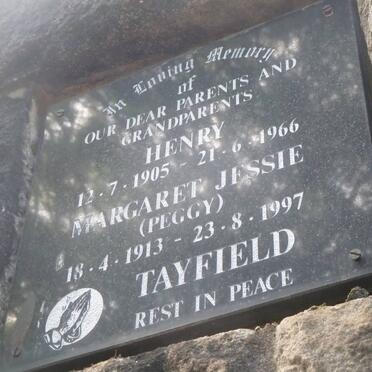 In Loving Memory
of
OUR DEAR PARENTS AND
GRANDPARENTS
HENRY
12 · 7 · 1905 - 21 · 6 · 1966
MARGARET JESSIE
(PEGGY)
18 · 4 · 1913 - 23 · 8 · 1997
TAYFIELD
REST IN PEACE